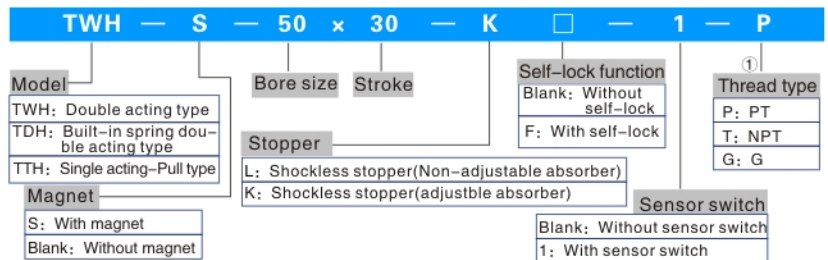 TWH — S — 50 × 30 — K □ — 1 — P
①
Model
TWH: Double acting type
TDH: Built-in spring dou-
ble acting type
TTH: Single acting-Pull type
Magnet
S: With magnet
Blank: Without magnet
Bore size
Stroke
Stopper
L: Shockless stopper(Non-adjustable absorber)
K: Shockless stopper(adjustble absorber)
Self-lock function
Blank: Without
self-lock
F: With self-lock
Sensor switch
Blank: Without sensor switch
1: With sensor switch
Thread type
P: PT
T: NPT
G: G